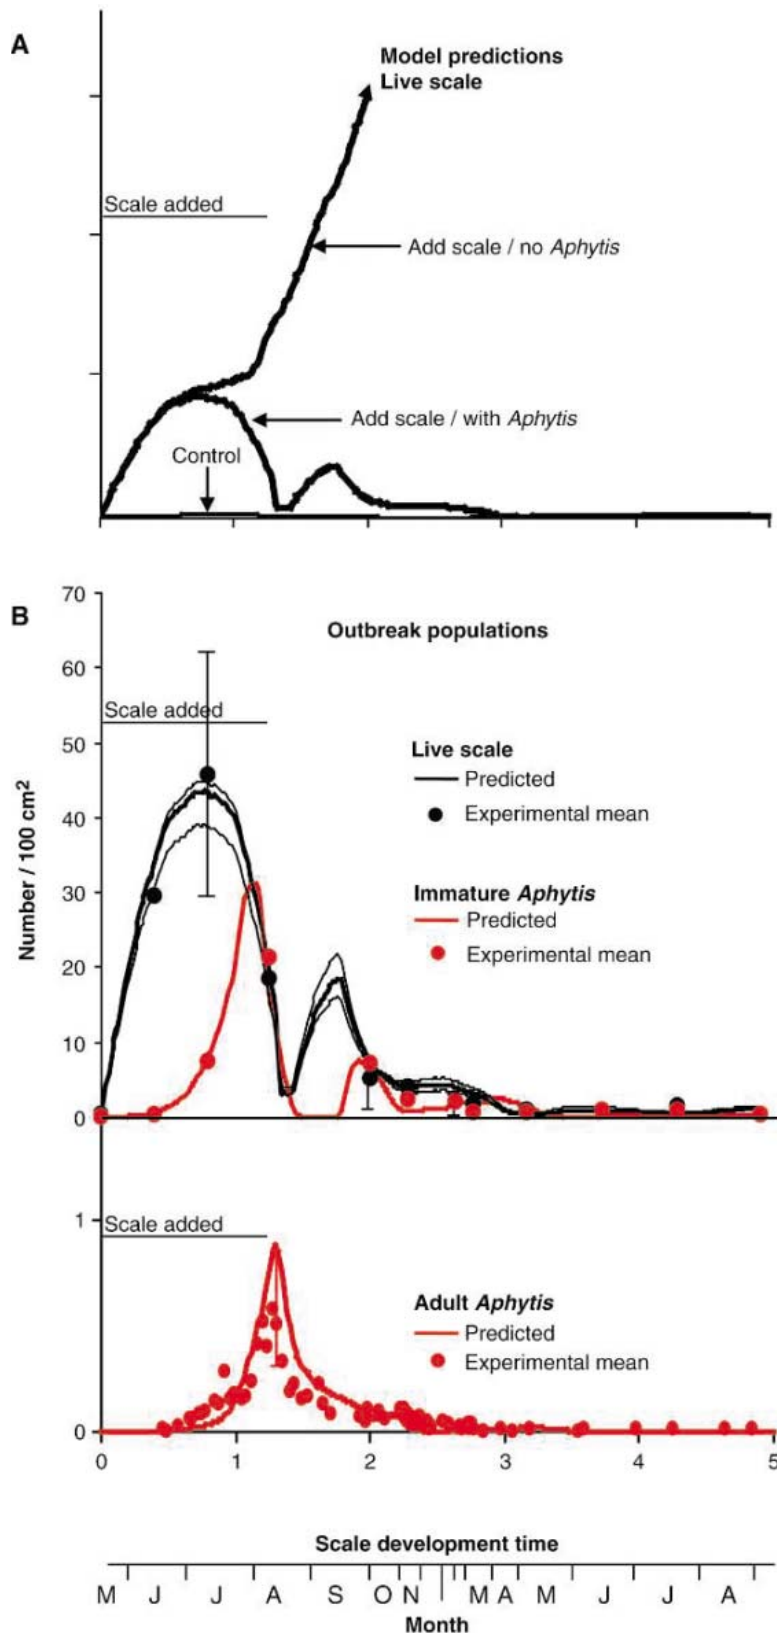 A
Model predictions
Live scale
Scale added
Add scale / no Aphytis
Add scale / with Aphytis
Control
B
Outbreak populations
70
60
50
40
30
20
10
0
Number / 100 cm²
Scale added
Live scale
Predicted
Experimental mean
Immature Aphytis
Predicted
Experimental mean
1
0
Scale added
Adult Aphytis
Predicted
Experimental mean
0 1 2 3 4 5
Scale development time
M J J A S O N M A M J J A
Month